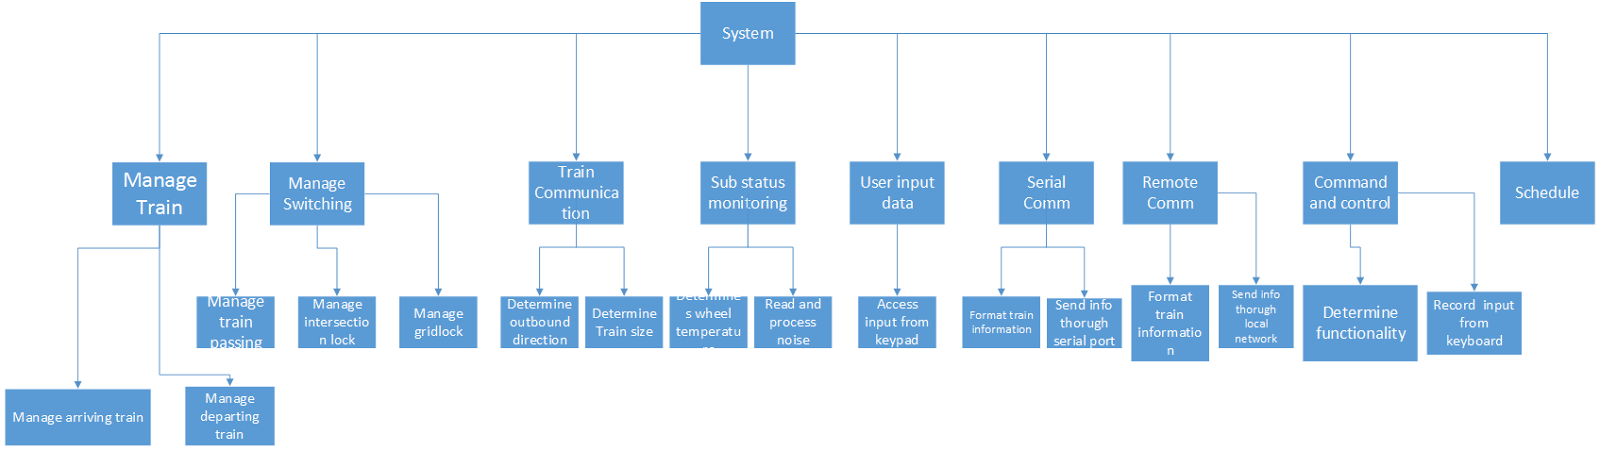 System
Manage
Train
Manage
Switching
Train
Communica
tion
Sub status
monitoring
User input
data
Serial
Comm
Remote
Comm
Command
and control
Schedule
Manage
train
passing
Manage
intersectio
n lock
Manage
gridlock
Determine
outbound
direction
Determine
Train size
Determine
s wheel
temperatu
Read and
process
noise
Access
input from
keypad
Format train
information
Send info
thorugh
serial port
Format
train
informatio
n
Send info
thorugh
local
network
Determine
functionality
Record input
from
keyboard
Manage arriving train
Manage
departing
train